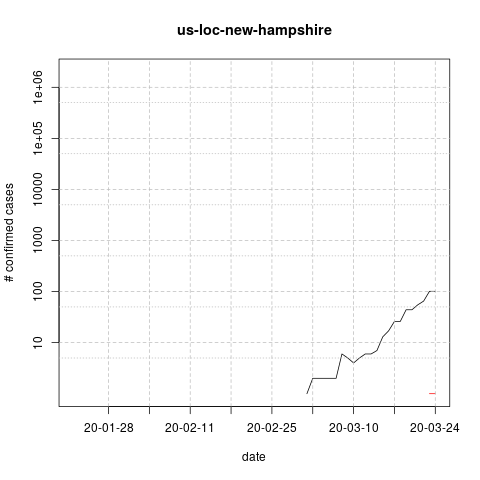 us-loc-new-hampshire
# confirmed cases
1e+06
1e+05
10000
1000
100
10
20-01-28
20-02-11
20-02-25
20-03-10
20-03-24
date